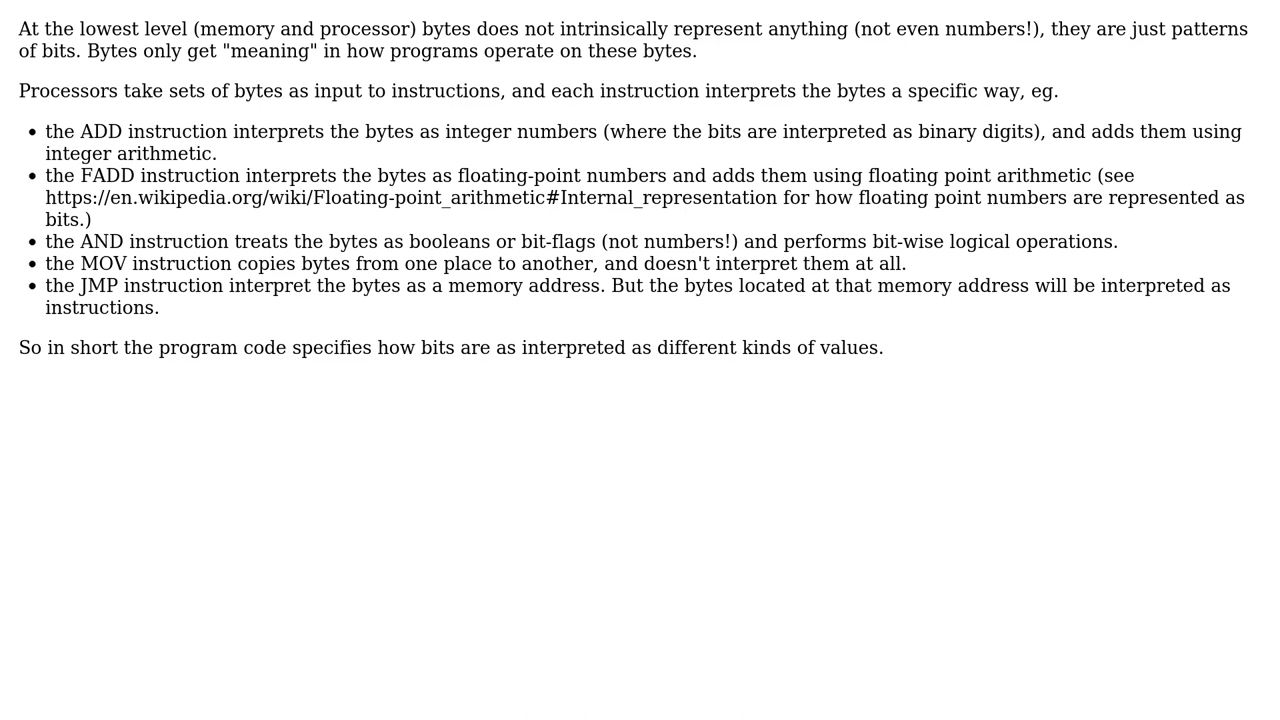 At the lowest level (memory and processor) bytes does not intrinsically represent anything (not even numbers!), they are just patterns
of bits. Bytes only get "meaning" in how programs operate on these bytes.
Processors take sets of bytes as input to instructions, and each instruction interprets the bytes a specific way, eg.
• the ADD instruction interprets the bytes as integer numbers (where the bits are interpreted as binary digits), and adds them using
integer arithmetic.
• the FADD instruction interprets the bytes as floating-point numbers and adds them using floating point arithmetic (see
https://en.wikipedia.org/wiki/Floating-point_arithmetic#Internal_representation for how floating point numbers are represented as
bits.)
• the AND instruction treats the bytes as booleans or bit-flags (not numbers!) and performs bit-wise logical operations.
• the MOV instruction copies bytes from one place to another, and doesn't interpret them at all.
• the JMP instruction interpret the bytes as a memory address. But the bytes located at that memory address will be interpreted as
instructions.
So in short the program code specifies how bits are as interpreted as different kinds of values.